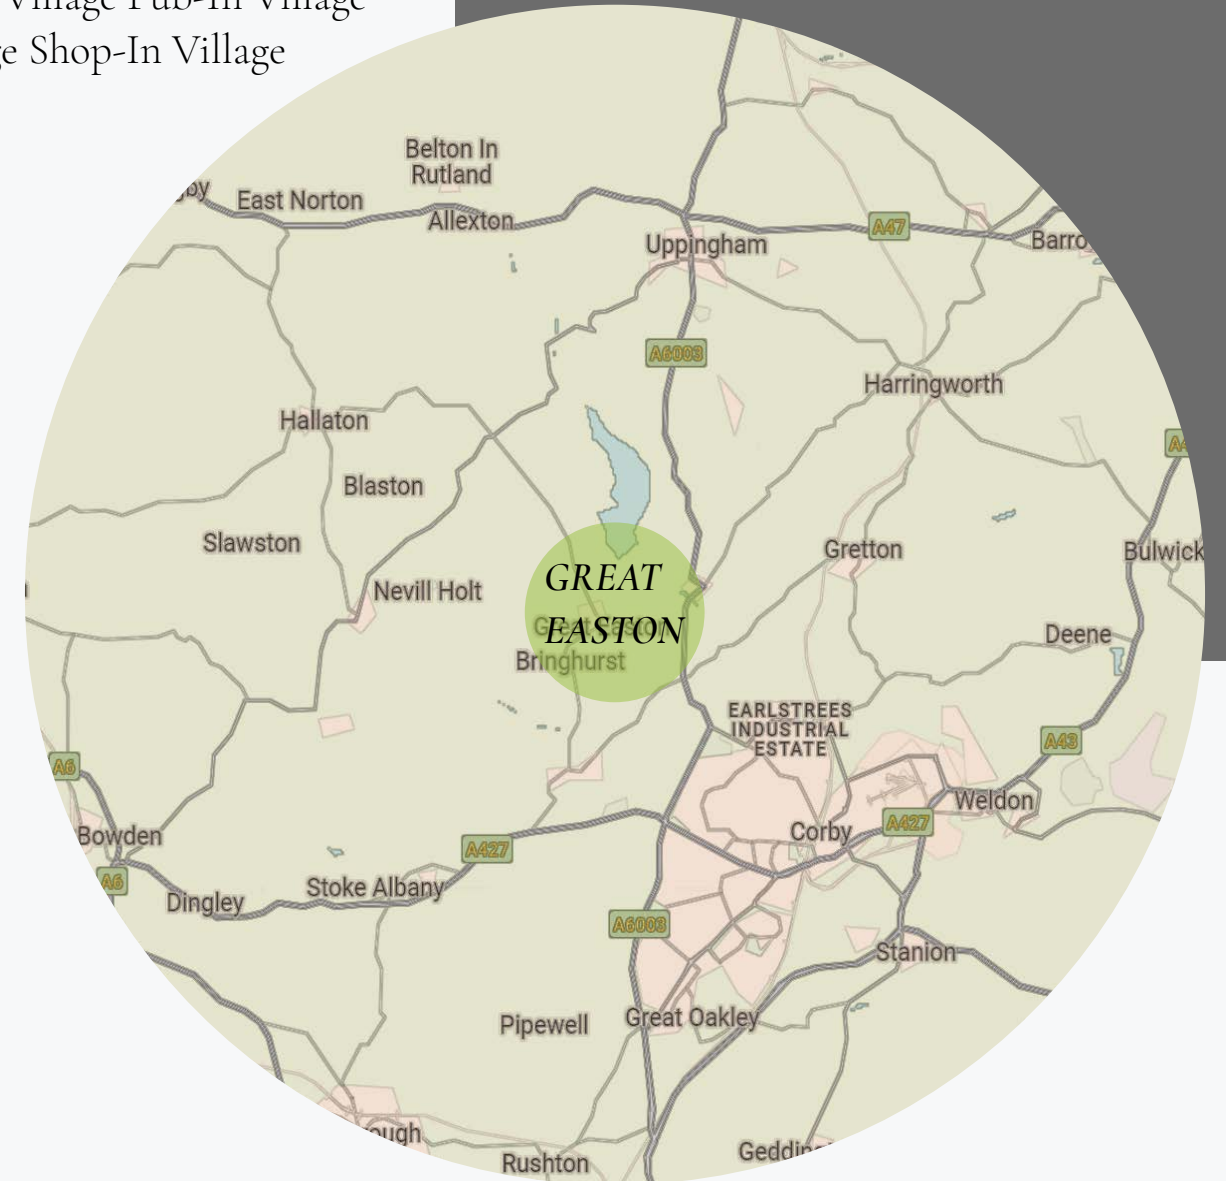 Village Pub-In Village
Shop-In Village
Belton In
Rutland
East Norton
Allexton
A47
Uppingham
A6003
Harringworth
Hallaton
Blaston
Slawston
Gretton
Bulwick
Nevill Holt
GREAT
EASTON
Great Easton
Bringhurst
Deene
EARLSTREES
INDUSTRIAL
ESTATE
A43
A6
Weldon
Bowden
Corby
A427
A427
A6
Dingley
Stoke Albany
A6003
Stanion
Pipewell
Great Oakley
Rushton